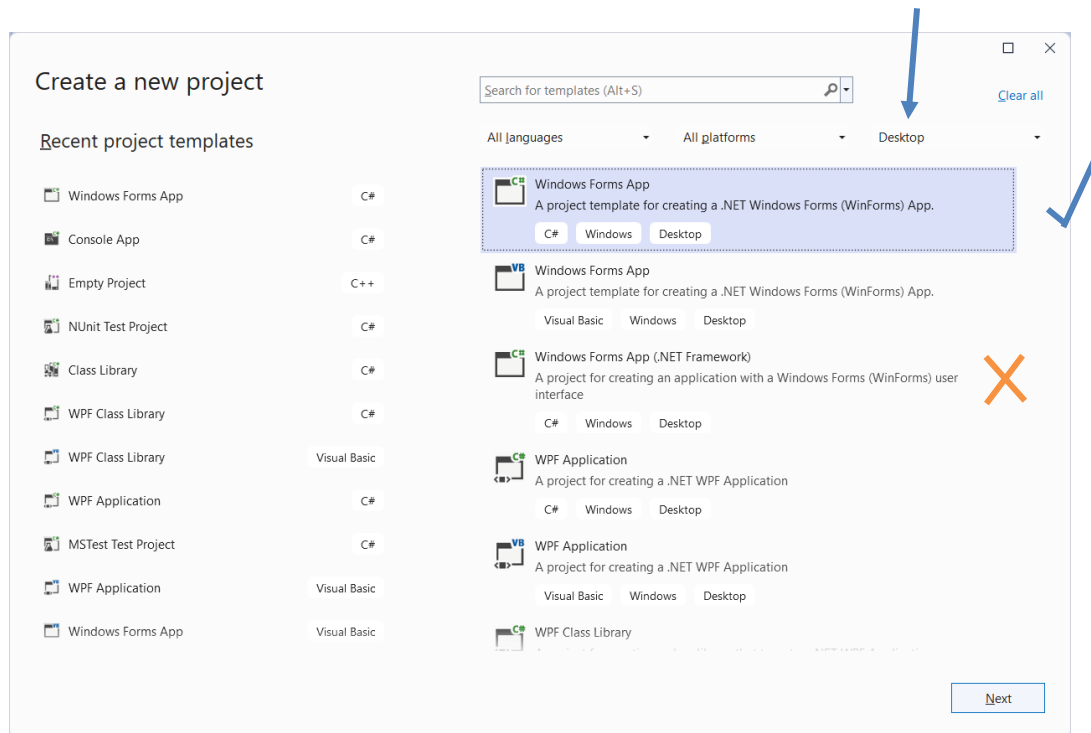 Create a new project
Search for templates (Alt+S)
Clear all
Recent project templates
All languages
All platforms
Desktop
Windows Forms App
C#
Console App
C#
Empty Project
C++
NUnit Test Project
C#
Class Library
C#
WPF Class Library
C#
WPF Class Library
Visual Basic
WPF Application
C#
MSTest Test Project
C#
WPF Application
Visual Basic
Windows Forms App
Visual Basic
C#
Windows Forms App
A project template for creating a .NET Windows Forms (WinForms) App.
C# Windows Desktop
VB
Windows Forms App
A project template for creating a .NET Windows Forms (WinForms) App.
Visual Basic Windows Desktop
C#
Windows Forms App (.NET Framework)
A project for creating an application with a Windows Forms (WinForms) user
interface
C# Windows Desktop
C#
WPF Application
A project for creating a .NET WPF Application
C# Windows Desktop
VB
WPF Application
A project for creating a .NET WPF Application
Visual Basic Windows Desktop
C#
WPF Class Library
Next